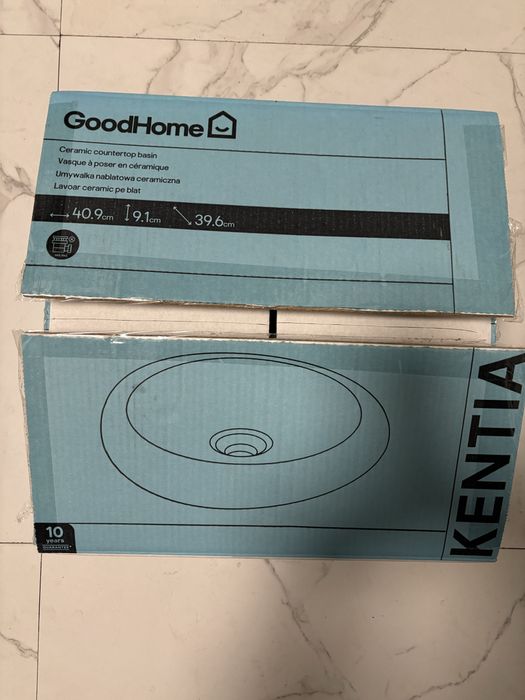 GoodHome
Ceramic countertop basin
Vasque à poser en céramique
Umywalka nablatowa ceramiczna
Lavoar ceramic pe blat
40.9cm 9.1cm 39.6cm
KENTIA
10
years
GUARANTEE*